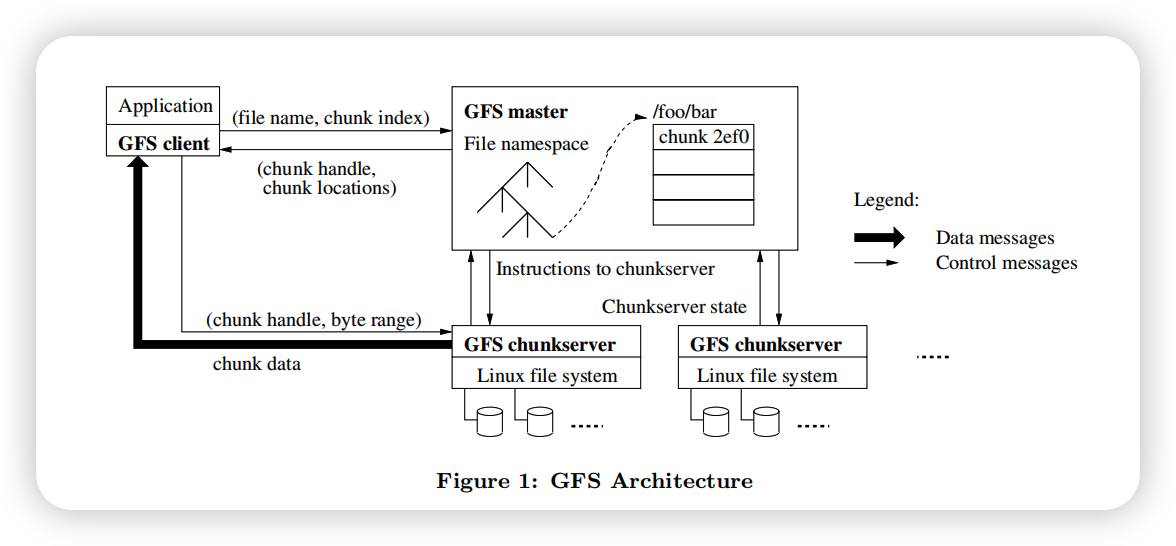 Application
GFS client
(file name, chunk index)
(chunk handle,
chunk locations)
GFS master
File namespace
/foo/bar
chunk 2ef0
Legend:
Data messages
Control messages
Instructions to chunkserver
Chunkserver state
(chunk handle, byte range)
chunk data
GFS chunkserver
Linux file system
GFS chunkserver
Linux file system
Figure 1: GFS Architecture